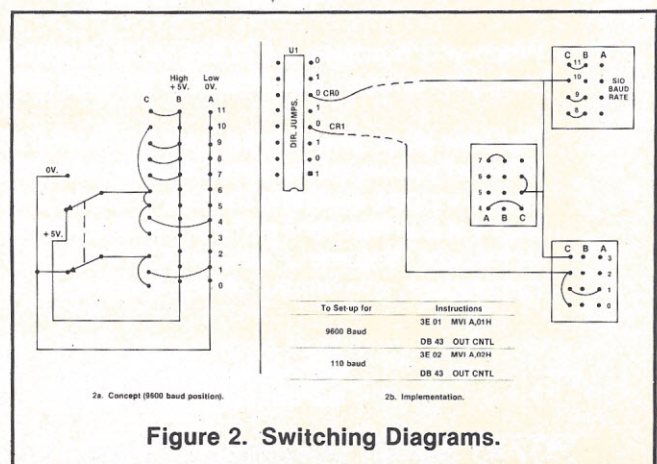 High
+ 5V.
Low
0V.
C B A
11
10
9
8
7
6
5
4
3
2
1
0
0V.
+ 5V.
2a. Concept (9600 baud position).
U1
DIR. JUMPS.
0
1
0 CR0
1
0 CR1
1
0
1
C B A
11
10
9
8
SIO
BAUD
RATE
7
6
5
4
A B C
C B A
3
2
1
0
To Set-up for Instructions
9600 Baud
3E 01 MVI A,01H
DB 43 OUT CNTL
110 baud
3E 02 MVI A,02H
DB 43 OUT CNTL
2b. Implementation.
Figure 2. Switching Diagrams.